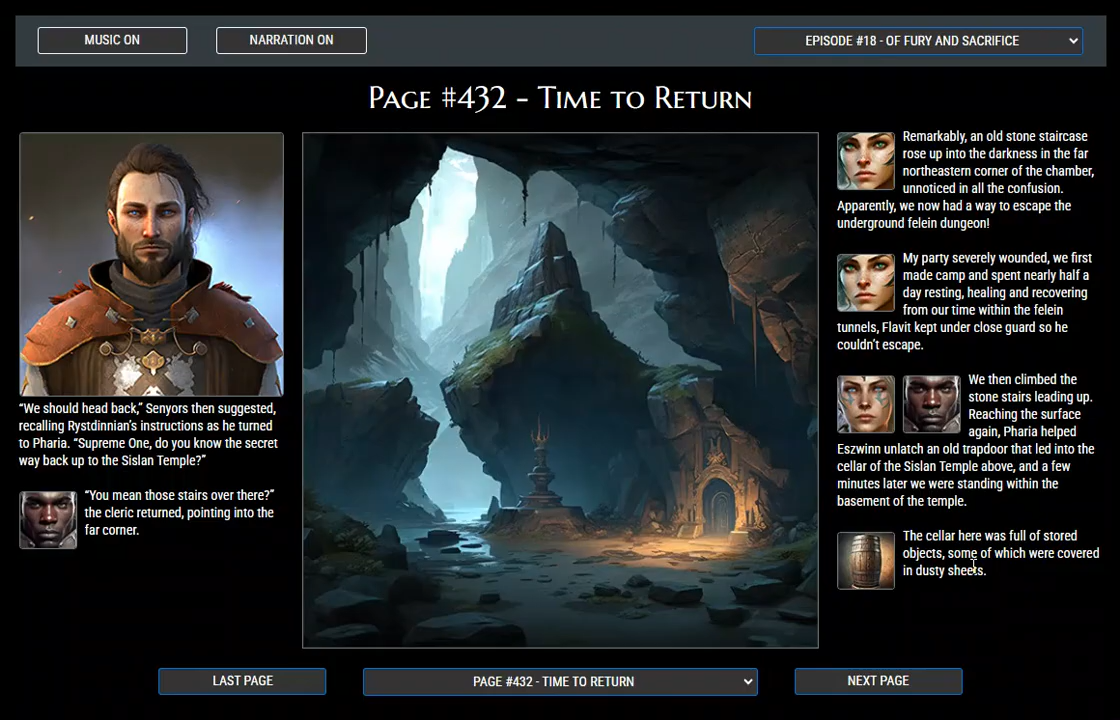 MUSIC ON
NARRATION ON
EPISODE #18 - OF FURY AND SACRIFICE
Page #432 - Time to Return
“We should head back,” Senyors then suggested,
recalling Rystdinnian’s instructions as he turned
to Pharia. “Supreme One, do you know the secret
way back up to the Sislan Temple?”
“You mean those stairs over there?”
the cleric returned, pointing into the
far corner.
Remarkably, an old stone staircase
rose up into the darkness in the far
northeastern corner of the chamber,
unnoticed in all the confusion.
Apparently, we now had a way to escape the
underground felein dungeon!
My party severely wounded, we first
made camp and spent nearly half a
day resting, healing and recovering
from our time within the felein
tunnels, Flavit kept under close guard so he
couldn’t escape.
We then climbed the
stone stairs leading up.
Reaching the surface
again, Pharia helped
Eszwinn unlatch an old trapdoor that led into the
cellar of the Sislan Temple above, and a few
minutes later we were standing within the
basement of the temple.
The cellar here was full of stored
objects, some of which were covered
in dusty sheets.
LAST PAGE
PAGE #432 - TIME TO RETURN
NEXT PAGE